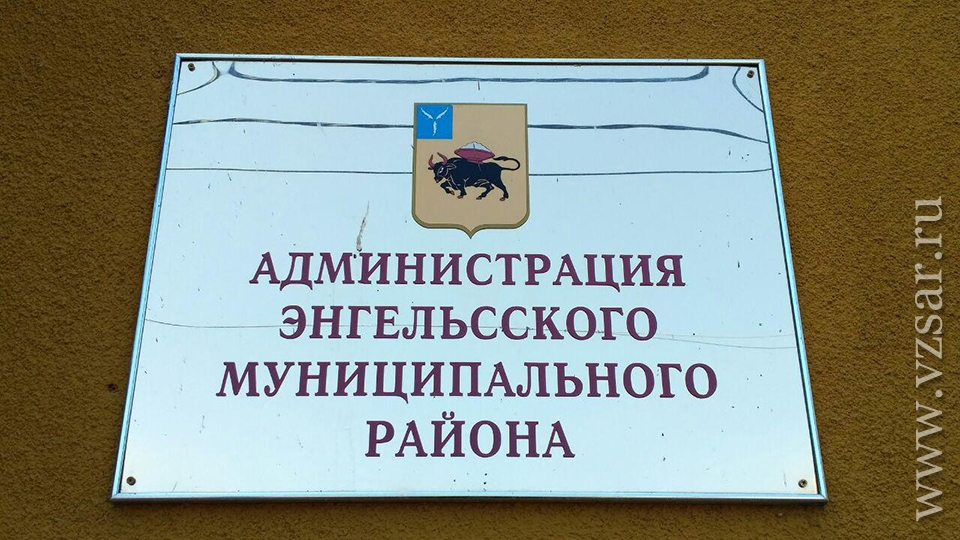 АДМИНИСТРАЦИЯ
ЭНГЕЛЬССКОГО
МУНИЦИПАЛЬНОГО
РАЙОНА
www.vzsar.ru